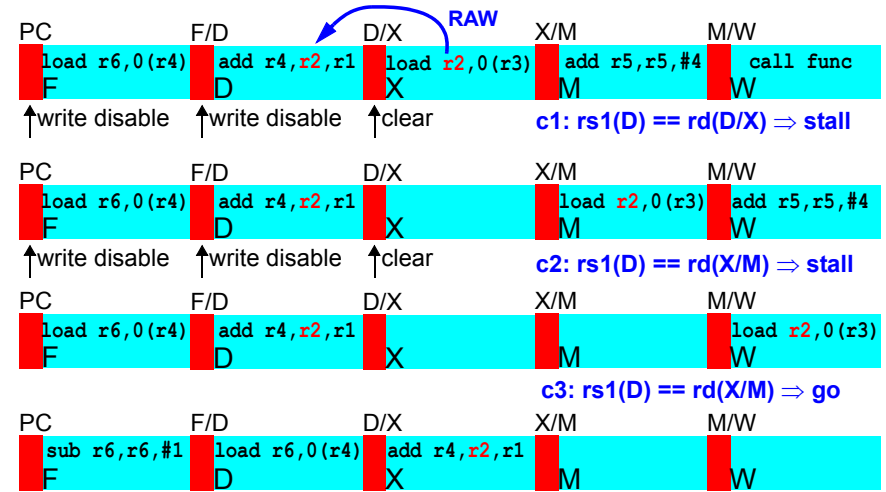 RAW
PC F/D D/X X/M M/W
load r6,0(r4) add r4,r2,r1 load r2,0(r3) add r5,r5,#4 call func
F D X M W
write disable write disable clear c1: rs1(D) == rd(D/X) ⇒ stall
PC F/D D/X X/M M/W
load r6,0(r4) add r4,r2,r1 load r2,0(r3) add r5,r5,#4
F D X M W
write disable write disable clear c2: rs1(D) == rd(X/M) ⇒ stall
PC F/D D/X X/M M/W
load r6,0(r4) add r4,r2,r1 load r2,0(r3)
F D X M W
c3: rs1(D) == rd(X/M) ⇒ go
PC F/D D/X X/M M/W
sub r6,r6,#1 load r6,0(r4) add r4,r2,r1
F D X M W